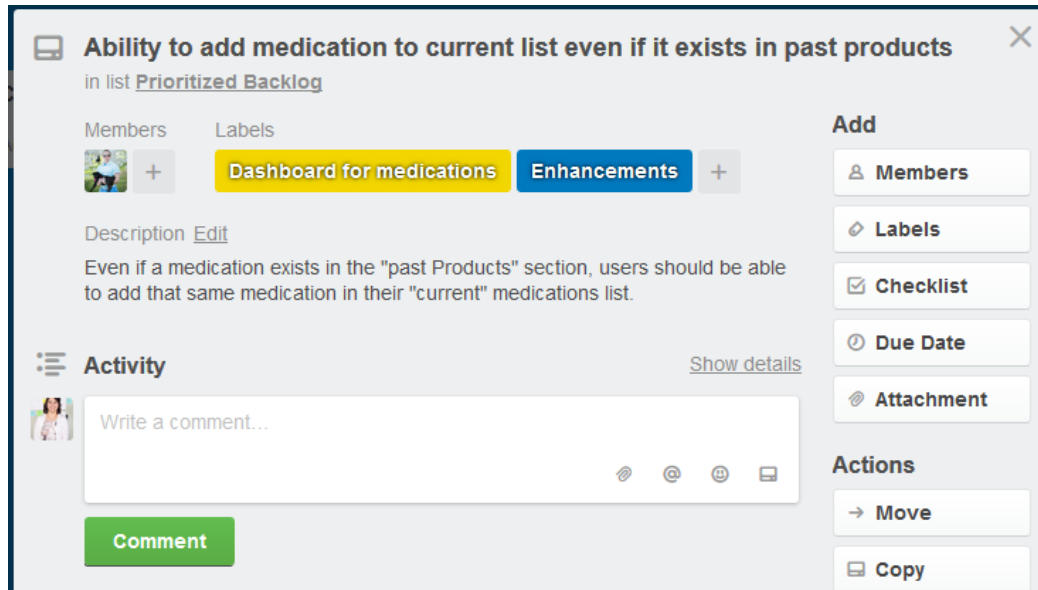 Ability to add medication to current list even if it exists in past products
in list Prioritized Backlog
Members
Labels
Dashboard for medications
Enhancements
Description Edit
Even if a medication exists in the "past Products" section, users should be able
to add that same medication in their "current" medications list.
Activity
Show details
Write a comment...
Comment
Add
Members
Labels
Checklist
Due Date
Attachment
Actions
Move
Copy